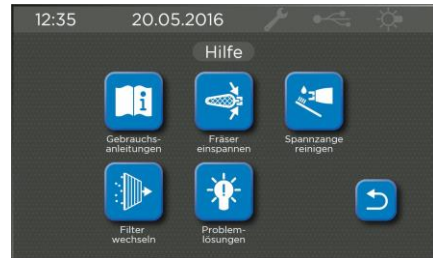 12:35 20.05.2016
Hilfe
Gebrauchs-
anleitungen
Fräser
einspannen
Spannzange
reinigen
Filter
wechseln
Problem-
lösungen